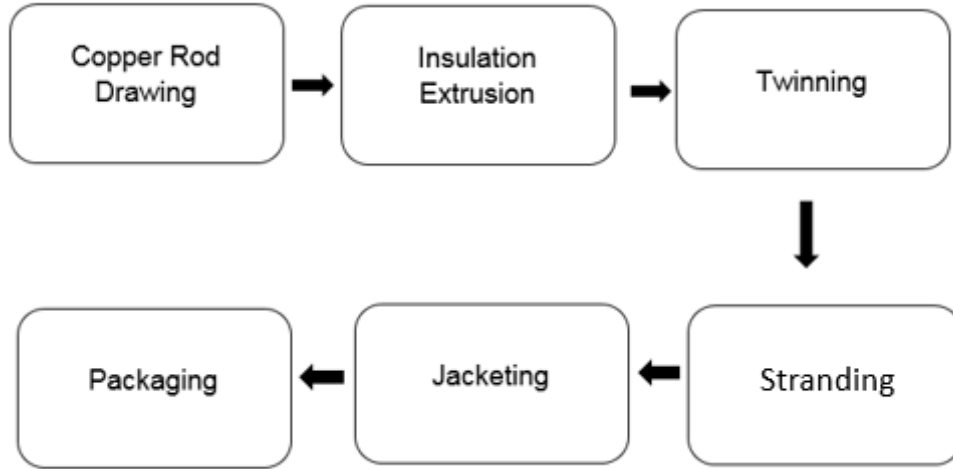 Copper Rod
Drawing
Insulation
Extrusion
Twinning
Stranding
Jacketing
Packaging